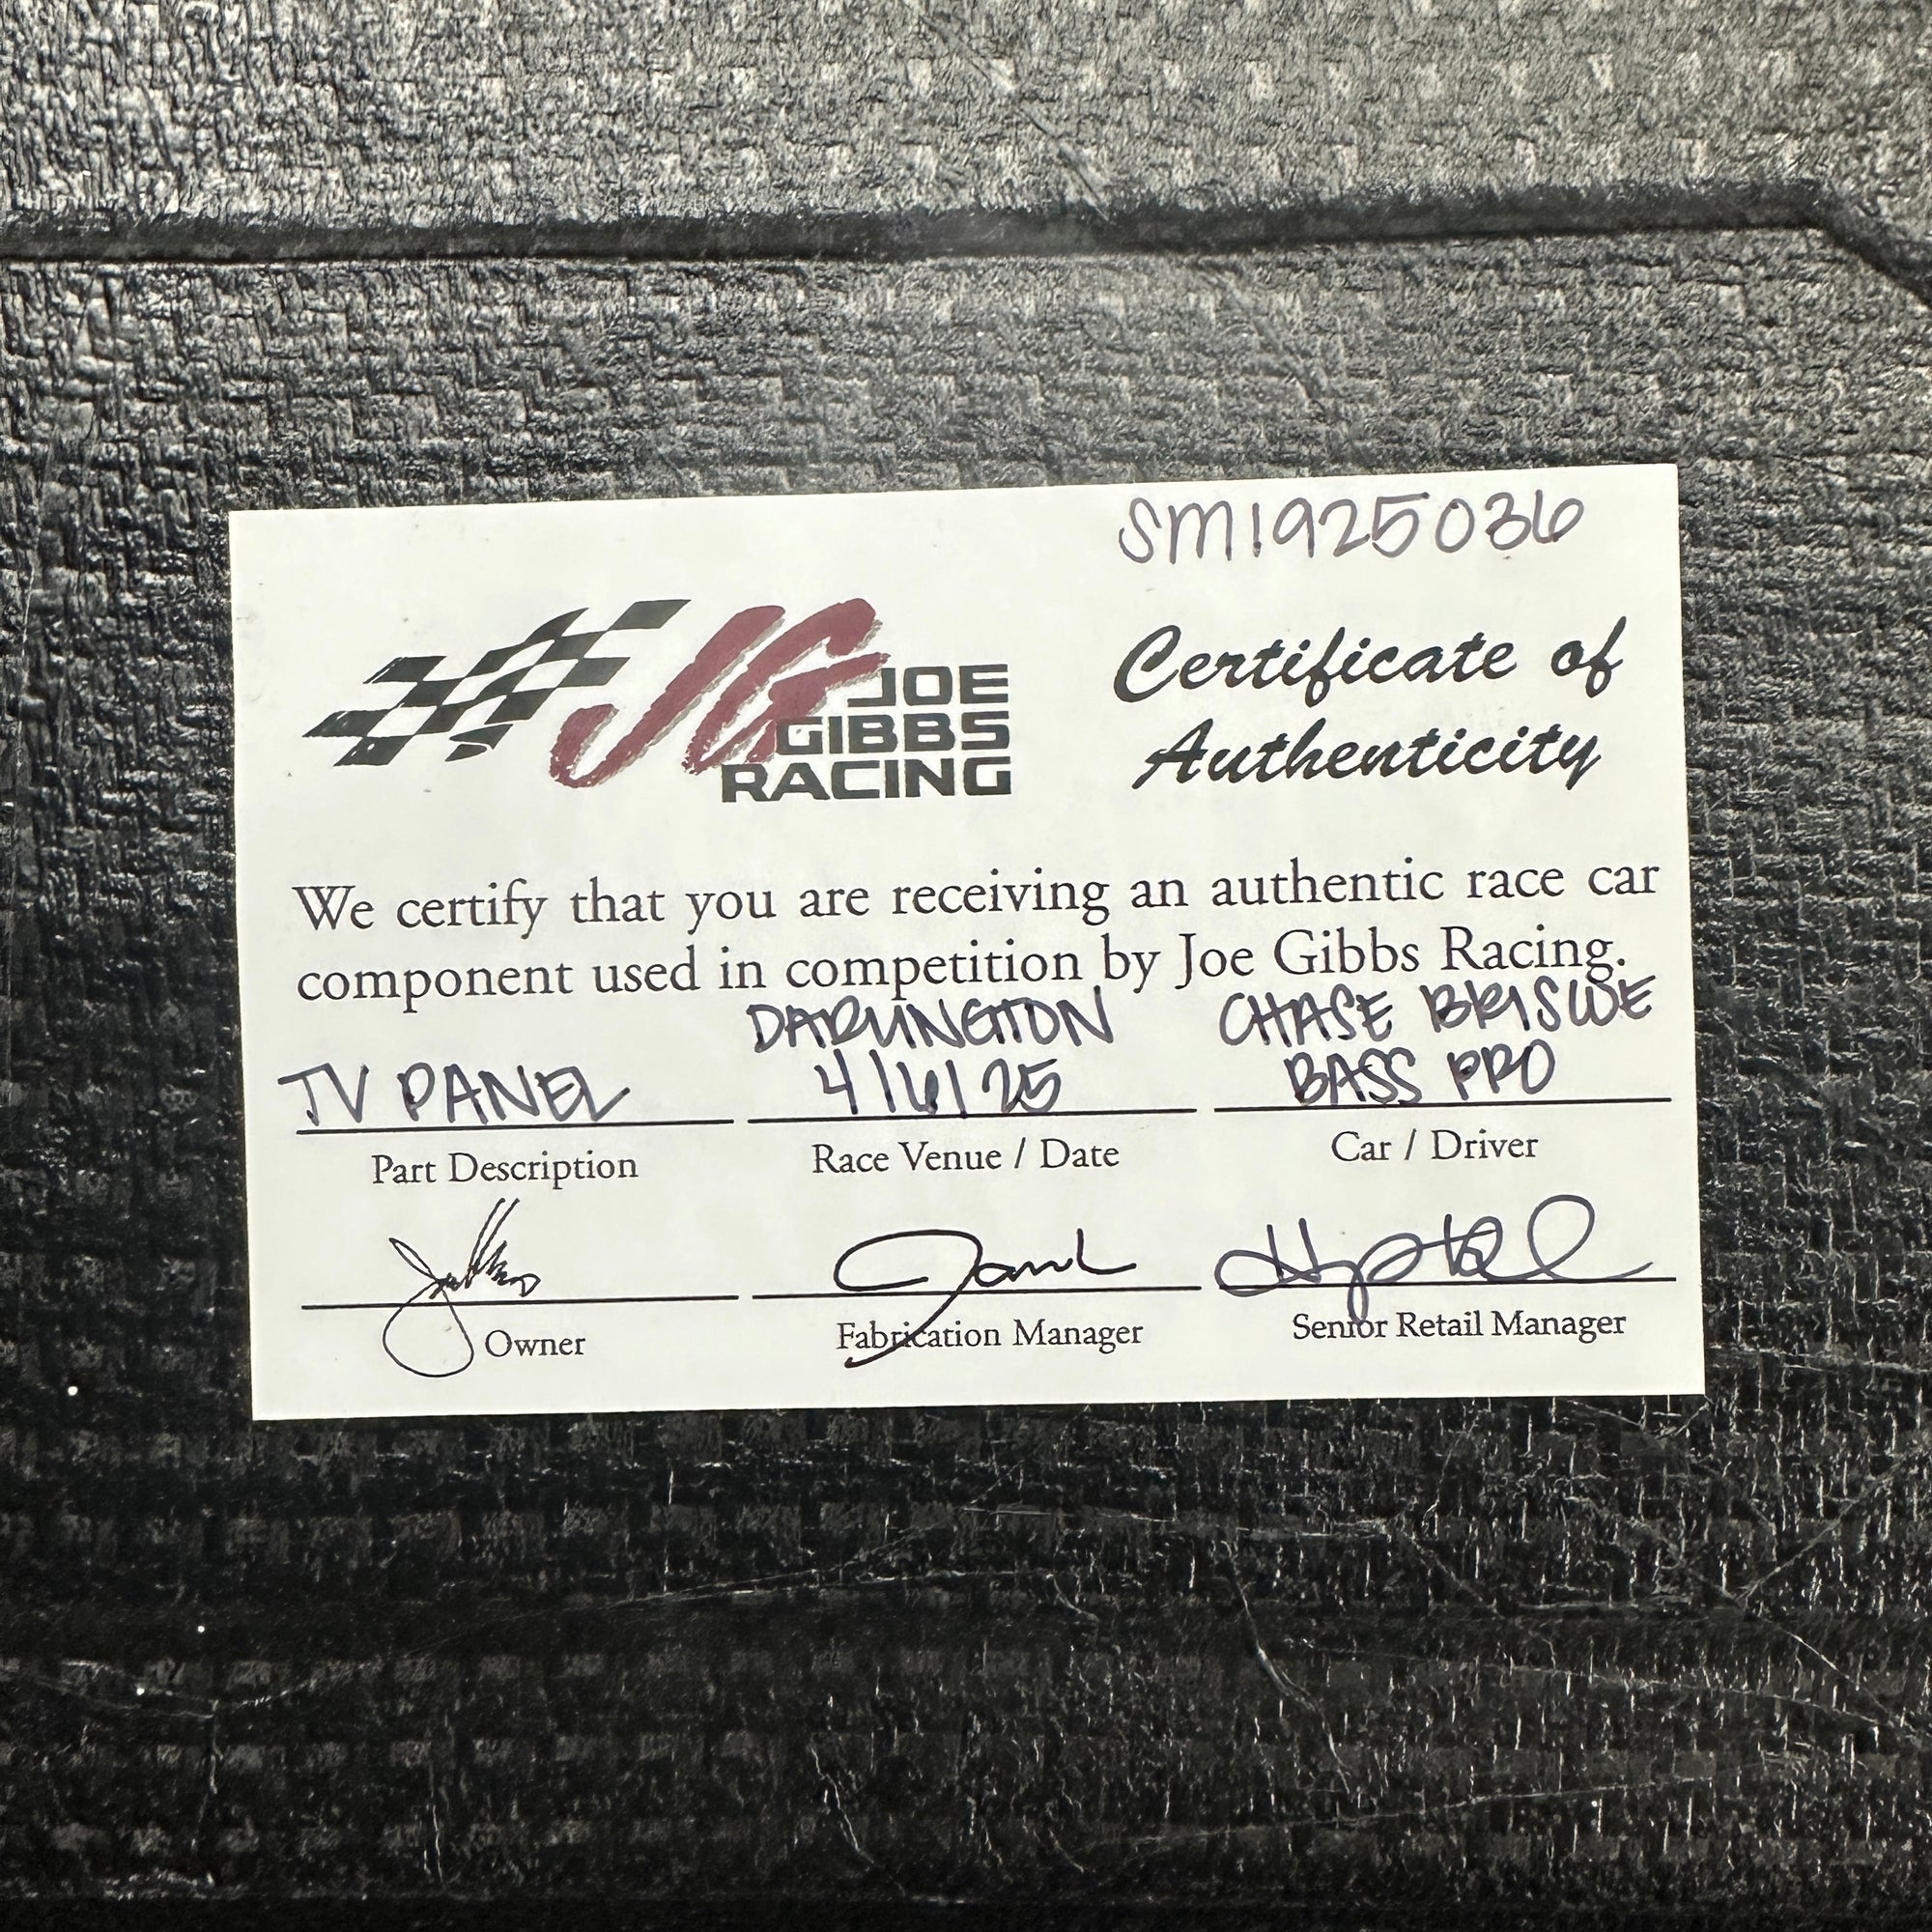 SM1925036
JG JOE
GIBBS
RACING
Certificate of
Authenticity
We certify that you are receiving an authentic race car
component used in competition by Joe Gibbs Racing.
DARLINGTON
4/6/25
CHASE BRISCOE
BASS PRO
TV PANEL
Part Description
Race Venue / Date
Car / Driver
Owner
Fabrication Manager
Senior Retail Manager